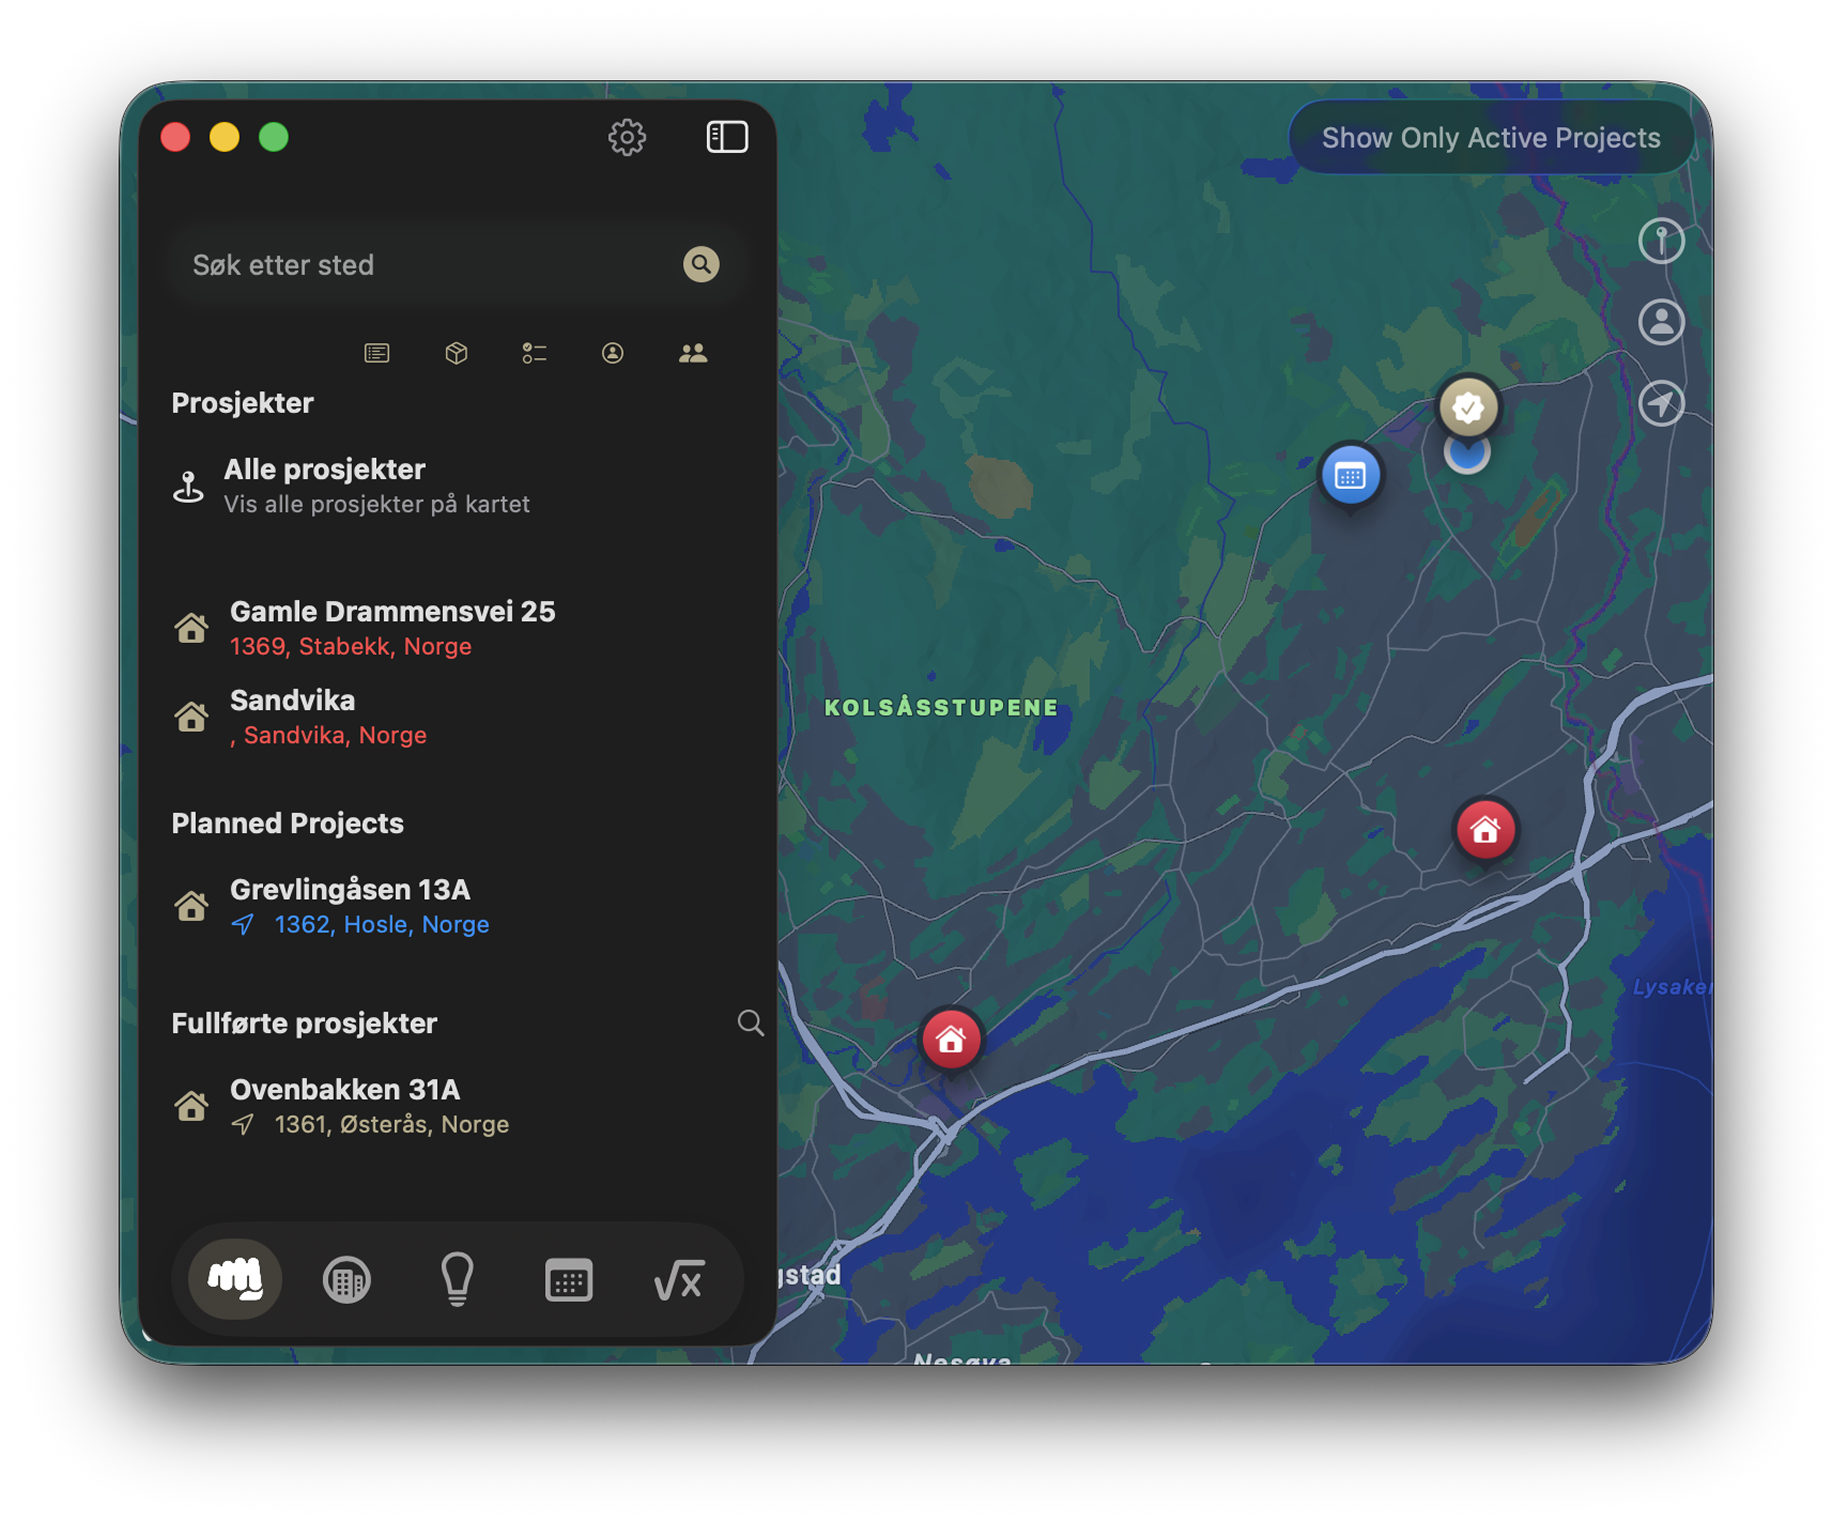 Show Only Active Projects
Søk etter sted
Prosjekter
Alle prosjekter
Vis alle prosjekter på kartet
Gamle Drammensvei 25
1369, Stabekk, Norge
Sandvika
, Sandvika, Norge
Planned Projects
Grevlingåsen 13A
1362, Hosle, Norge
Fullførte prosjekter
Ovenbakken 31A
1361, Østerås, Norge
√x
KOLSÅSSTUPENE
Lysaker
gstad
Nesøya